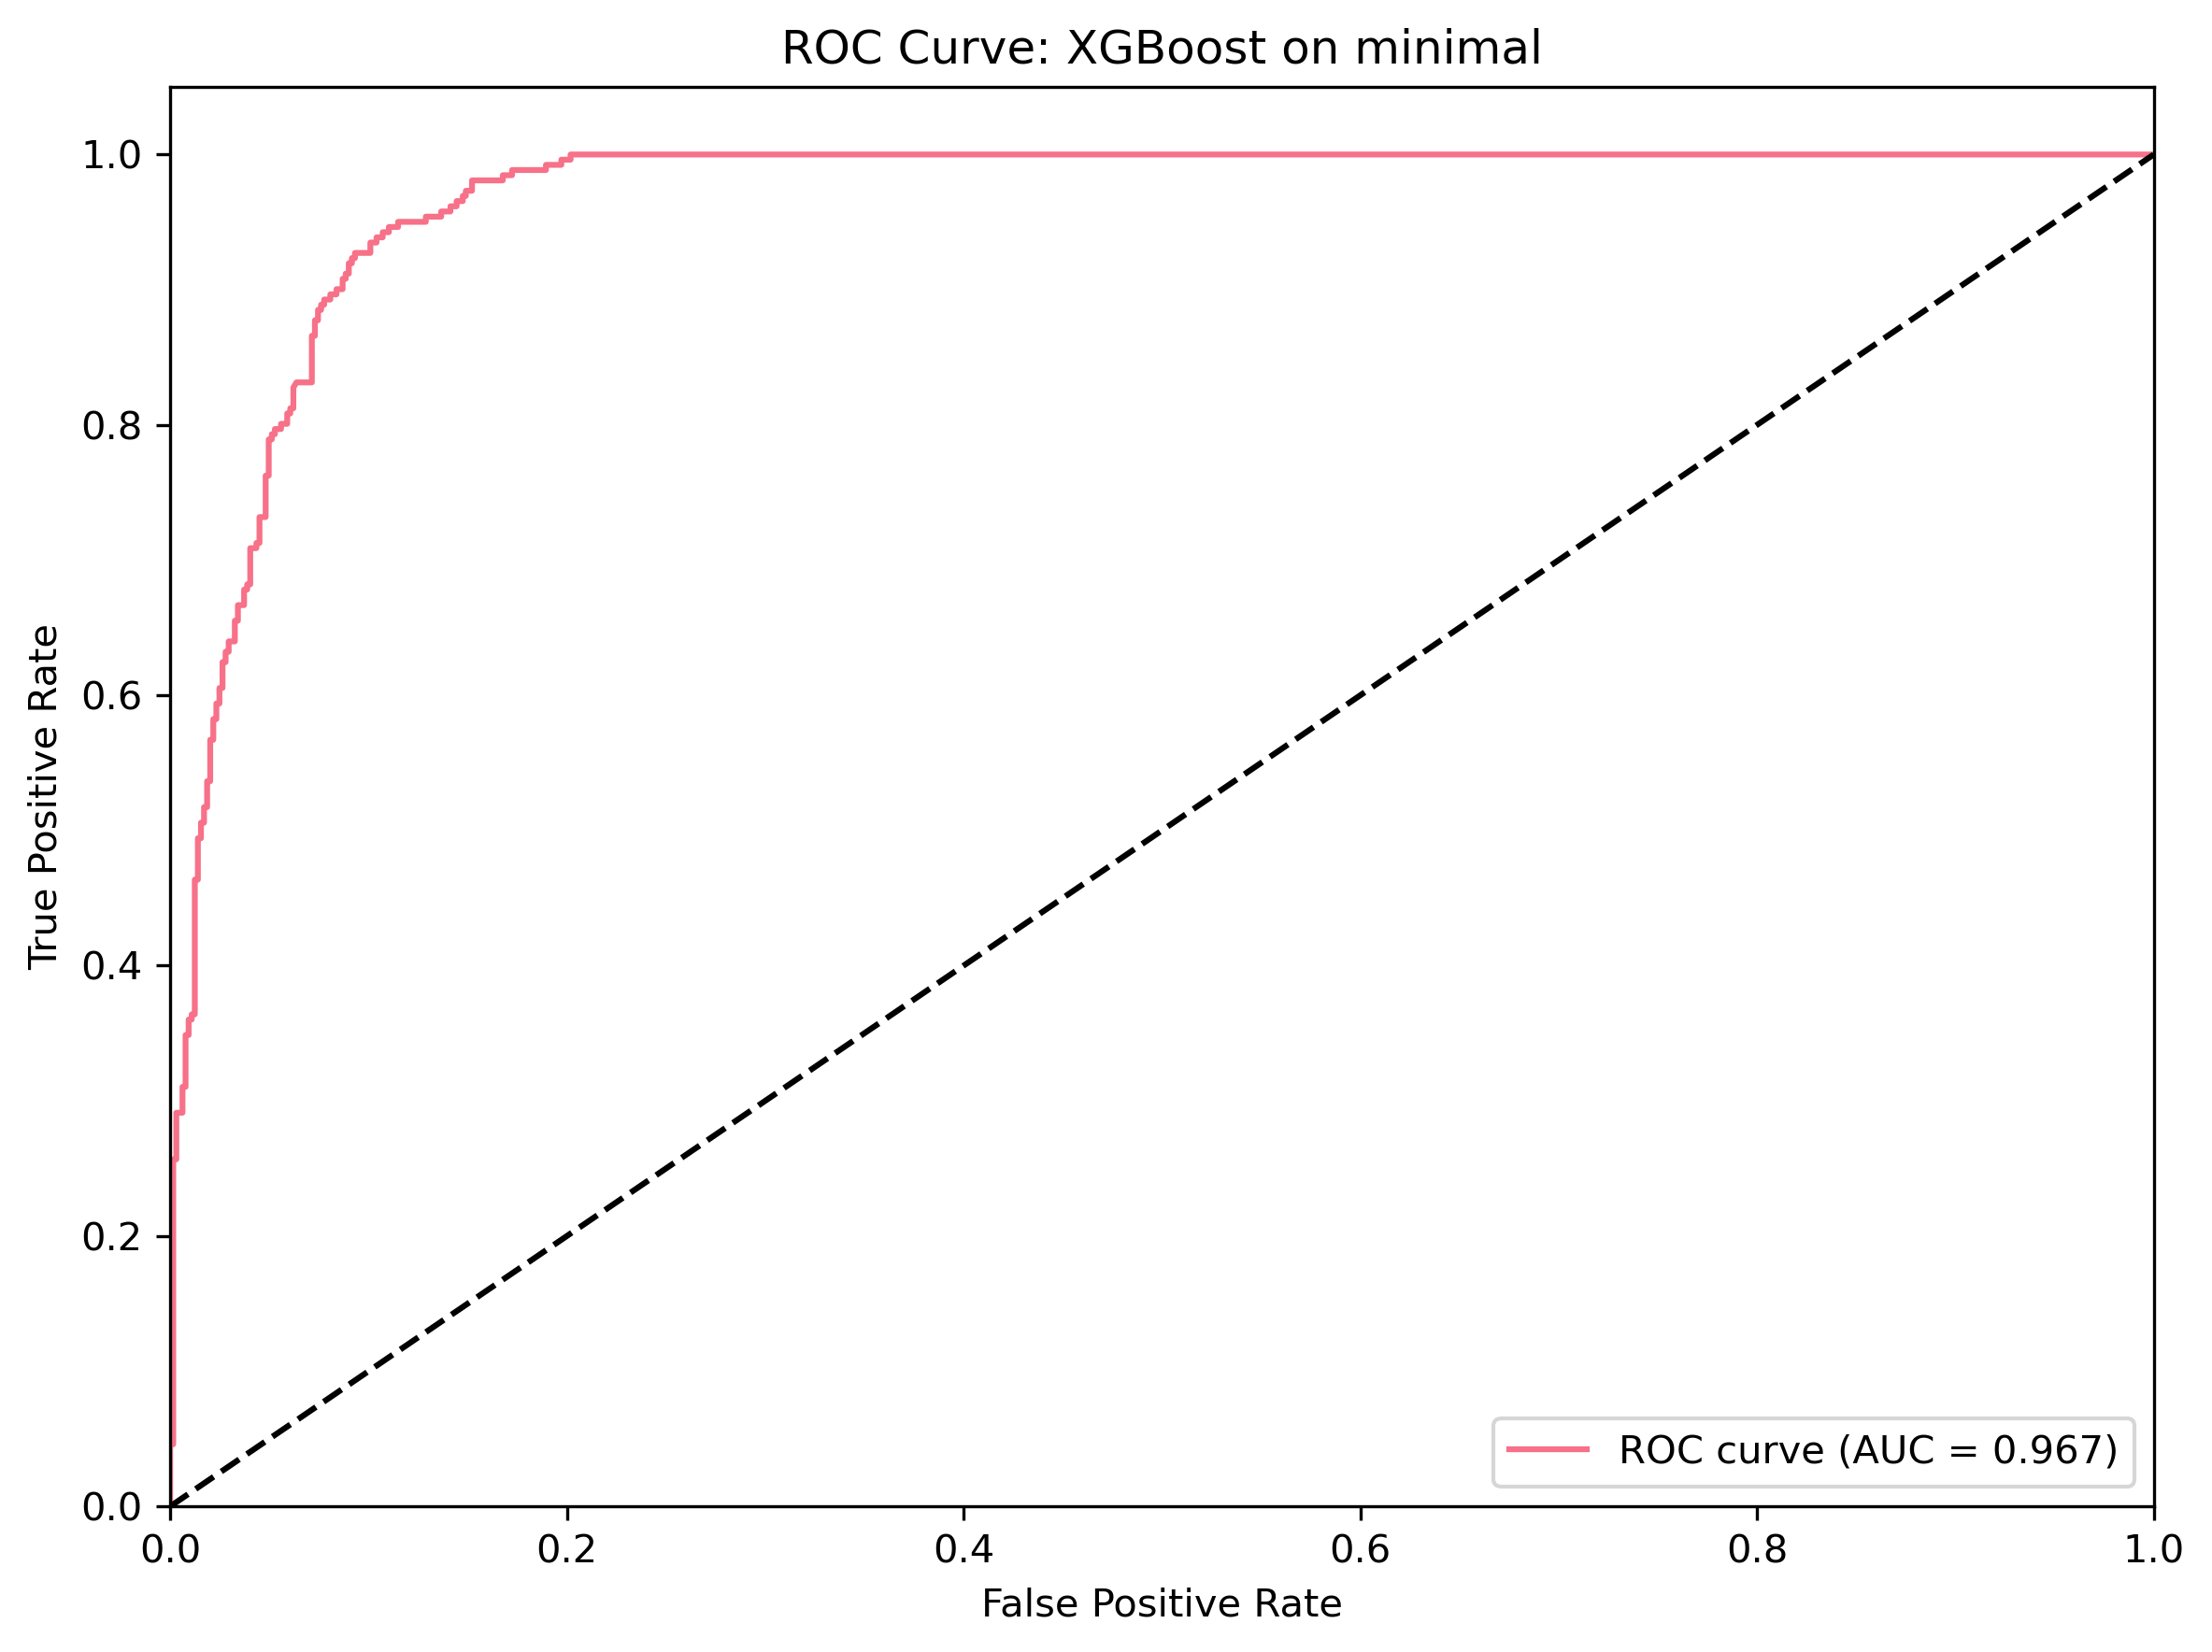 ROC Curve: XGBoost on minimal
1.0
0.8
0.6
0.4
0.2
0.0
True Positive Rate
ROC curve (AUC = 0.967)
0.0 0.2 0.4 0.6 0.8 1.0
False Positive Rate